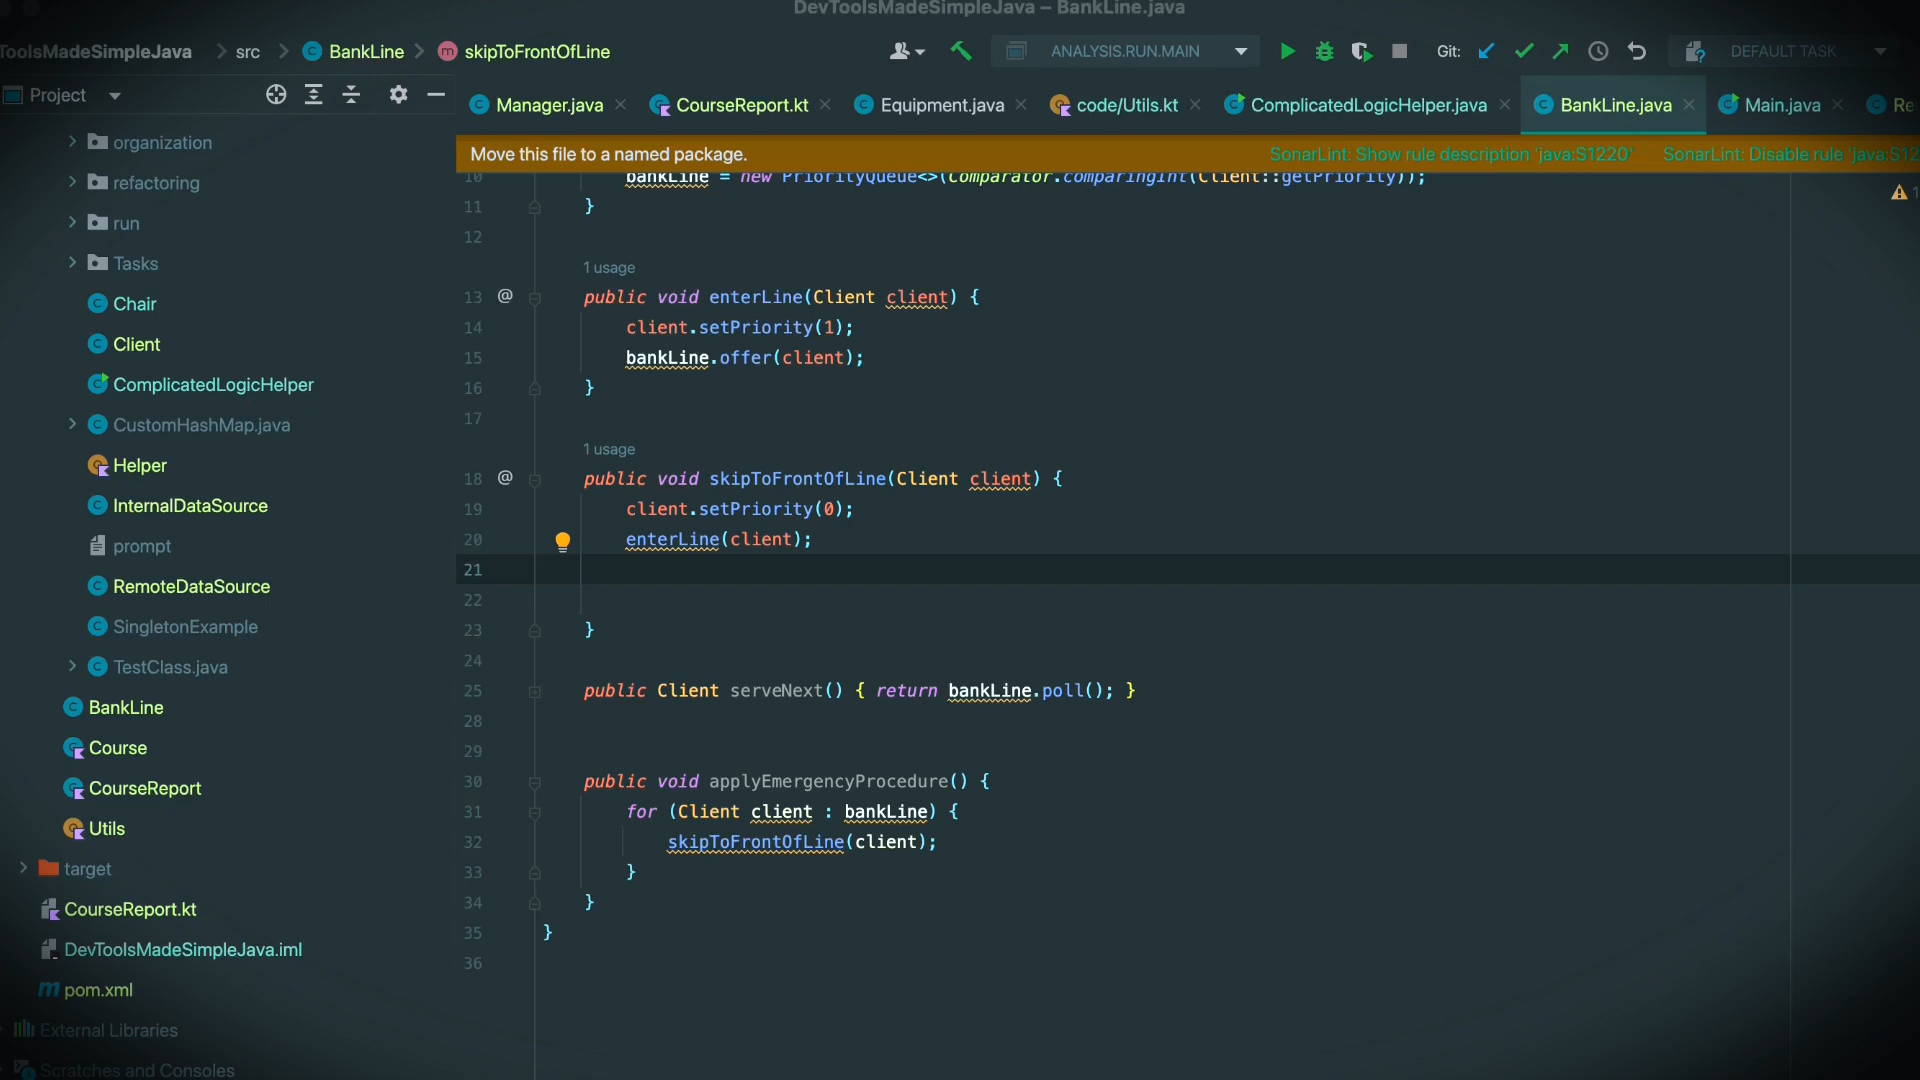 DevToolsMadeSimpleJava – BankLine.java
ToolsMadeSimpleJava > src > BankLine > skipToFrontOfLine
ANALYSIS.RUN.MAIN
Git:
DEFAULT TASK
Project
Manager.java
CourseReport.kt
Equipment.java
code/Utils.kt
ComplicatedLogicHelper.java
BankLine.java
Main.java
Re
Move this file to a named package.
SonarLint: Show rule description 'java:S1220'
SonarLint: Disable rule 'java:S12
organization
refactoring
run
Tasks
Chair
Client
ComplicatedLogicHelper
CustomHashMap.java
Helper
InternalDataSource
prompt
RemoteDataSource
SingletonExample
TestClass.java
BankLine
Course
CourseReport
Utils
target
CourseReport.kt
DevToolsMadeSimpleJava.iml
pom.xml
External Libraries
Scratches and Consoles
10 bankLine = new PriorityQueue<>(Comparator.comparingInt(Client::getPriority));
11 }
12
1 usage
13 @ public void enterLine(Client client) {
14 client.setPriority(1);
15 bankLine.offer(client);
16 }
17
1 usage
18 @ public void skipToFrontOfLine(Client client) {
19 client.setPriority(0);
20 enterLine(client);
21
22
23 }
24
25 public Client serveNext() { return bankLine.poll(); }
28
29
30 public void applyEmergencyProcedure() {
31 for (Client client : bankLine) {
32 skipToFrontOfLine(client);
33 }
34 }
35 }
36